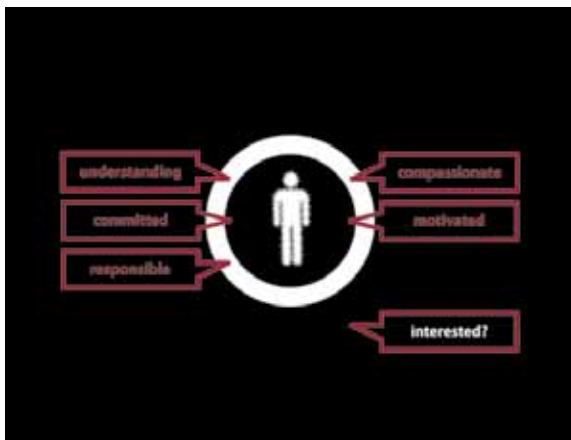 understanding
compassionate
committed
motivated
responsible
interested?